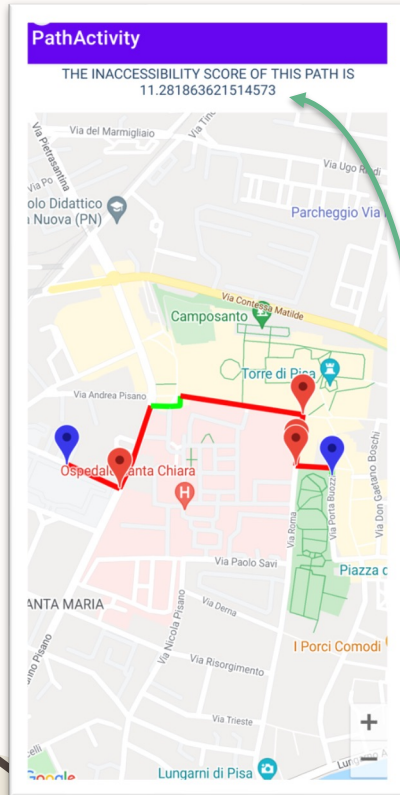 PathActivity
THE INACCESSIBILITY SCORE OF THIS PATH IS
11.281863621514573
Via del Marmigliaio
Via Pietrasantina
Via Ugo
Via Po
olo Didattico
Nuova (PN)
Parcheggio Via
Via Contessa Matilde
Camposanto
Torre di Pisa
Via Andrea Pisano
Ospedale Santa Chiara
H
Via Roma
Via Porta Buozzi
Via Don Gaetano Boschi
Via Paolo Savi
Piazza d
ANTA MARIA
Via Nicola Pisano
Via Derna
I Porci Comodi
Via Risorgimento
Via Trieste
+
−
Google
Lungarni di Pisa